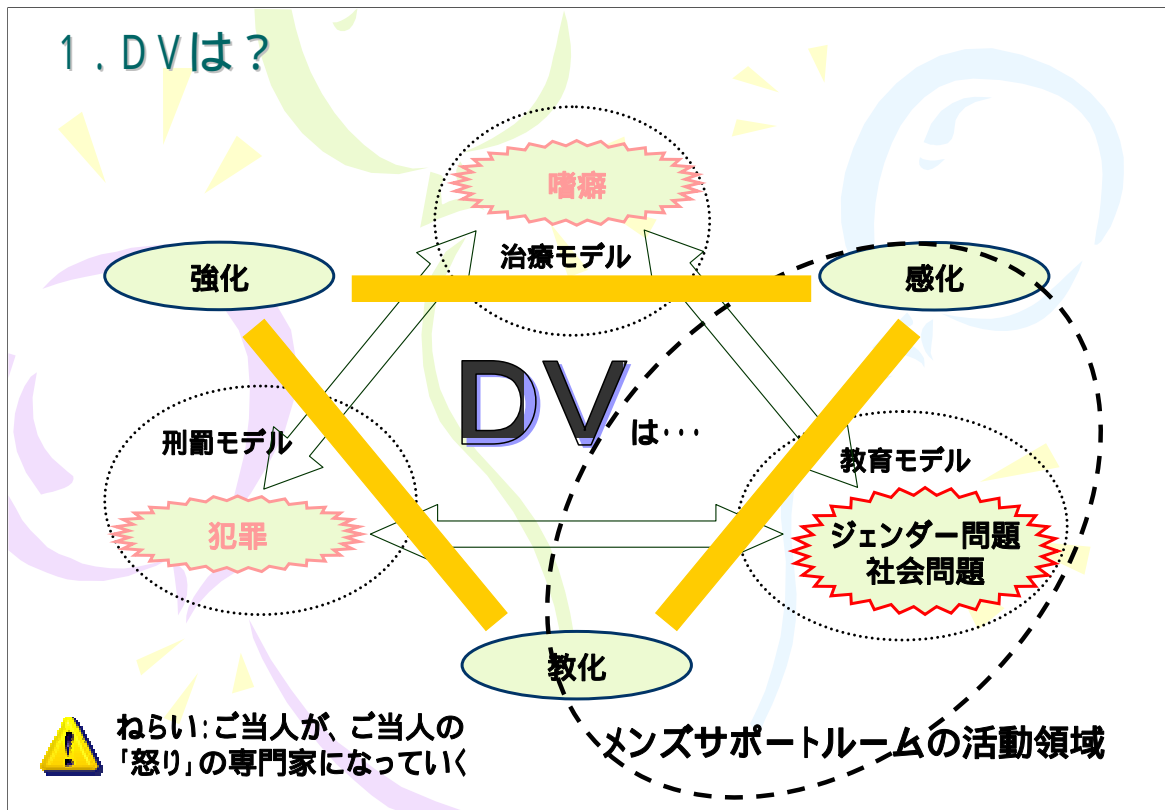 1．DVは？
嗜癖
治療モデル
強化
感化
DVは…
刑罰モデル
教育モデル
犯罪
ジェンダー問題
社会問題
教化
ねらい：ご当人が、ご当人の
「怒り」の専門家になっていく
メンズサポートルームの活動領域